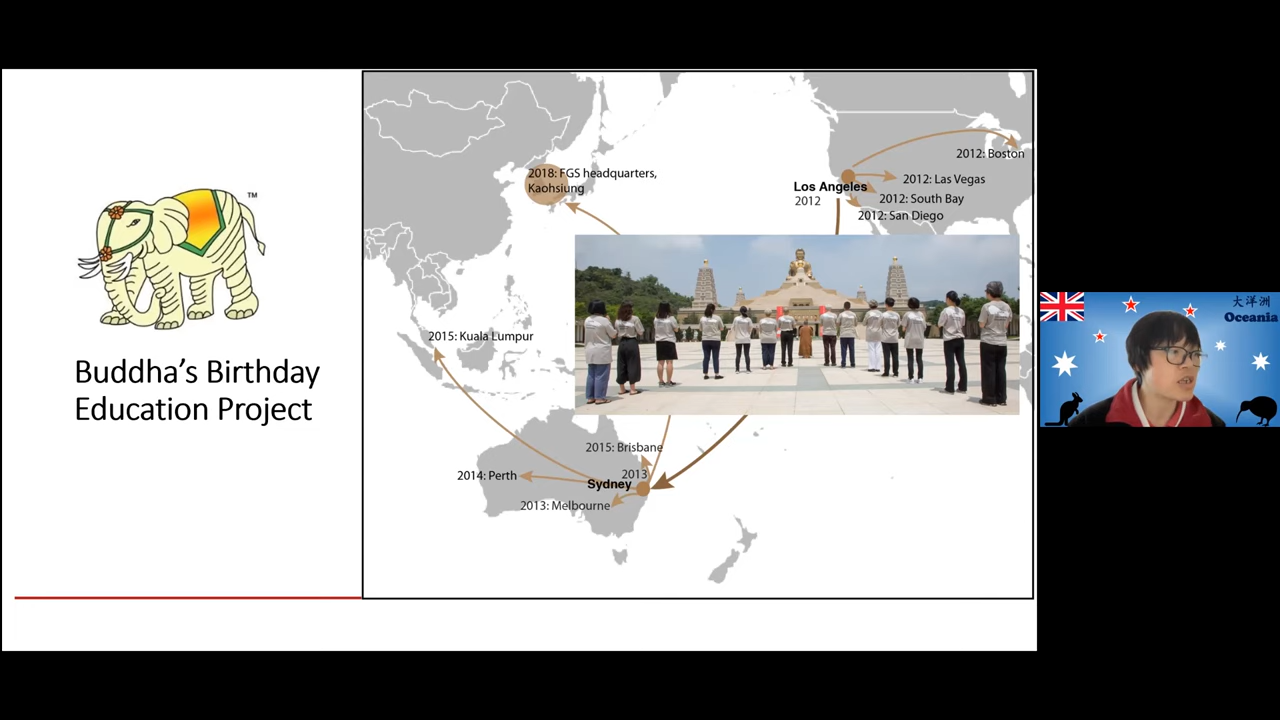 TM
Buddha's Birthday
Education Project
2018: FGS headquarters,
Kaohsiung
2012: Boston
Los Angeles
2012
2012: Las Vegas
2012: South Bay
2012: San Diego
2015: Kuala Lumpur
2015: Brisbane
2014: Perth
2013
Sydney
2013: Melbourne
大洋洲
Oceania